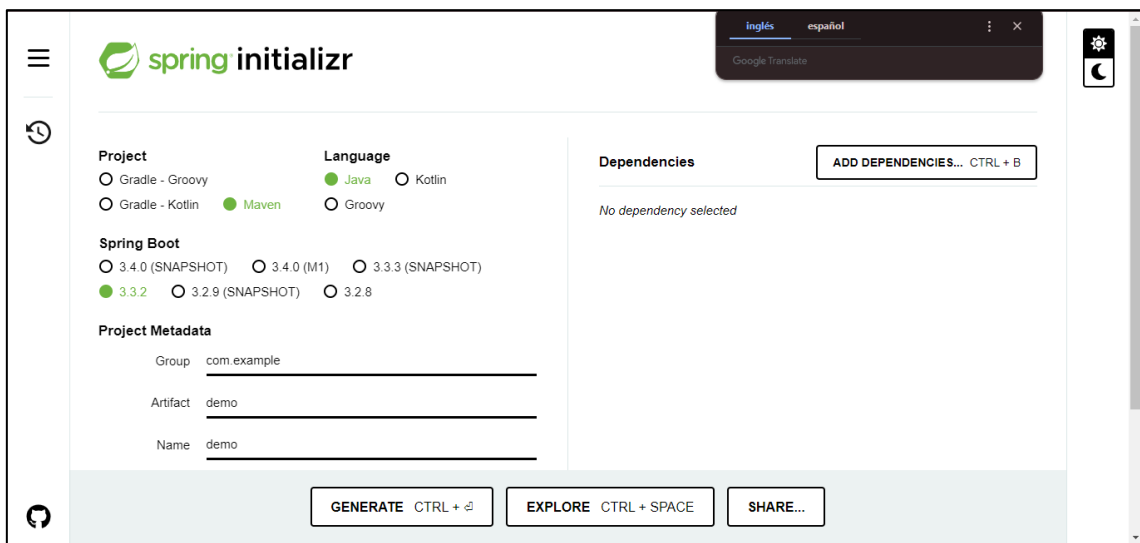 inglés español
Google Translate
spring initializr
Project
Gradle - Groovy
Gradle - Kotlin Maven
Language
Java Kotlin
Groovy
Spring Boot
3.4.0 (SNAPSHOT) 3.4.0 (M1) 3.3.3 (SNAPSHOT)
3.3.2 3.2.9 (SNAPSHOT) 3.2.8
Project Metadata
Group com.example
Artifact demo
Name demo
Dependencies ADD DEPENDENCIES... CTRL + B
No dependency selected
GENERATE CTRL + ⏎ EXPLORE CTRL + SPACE SHARE...